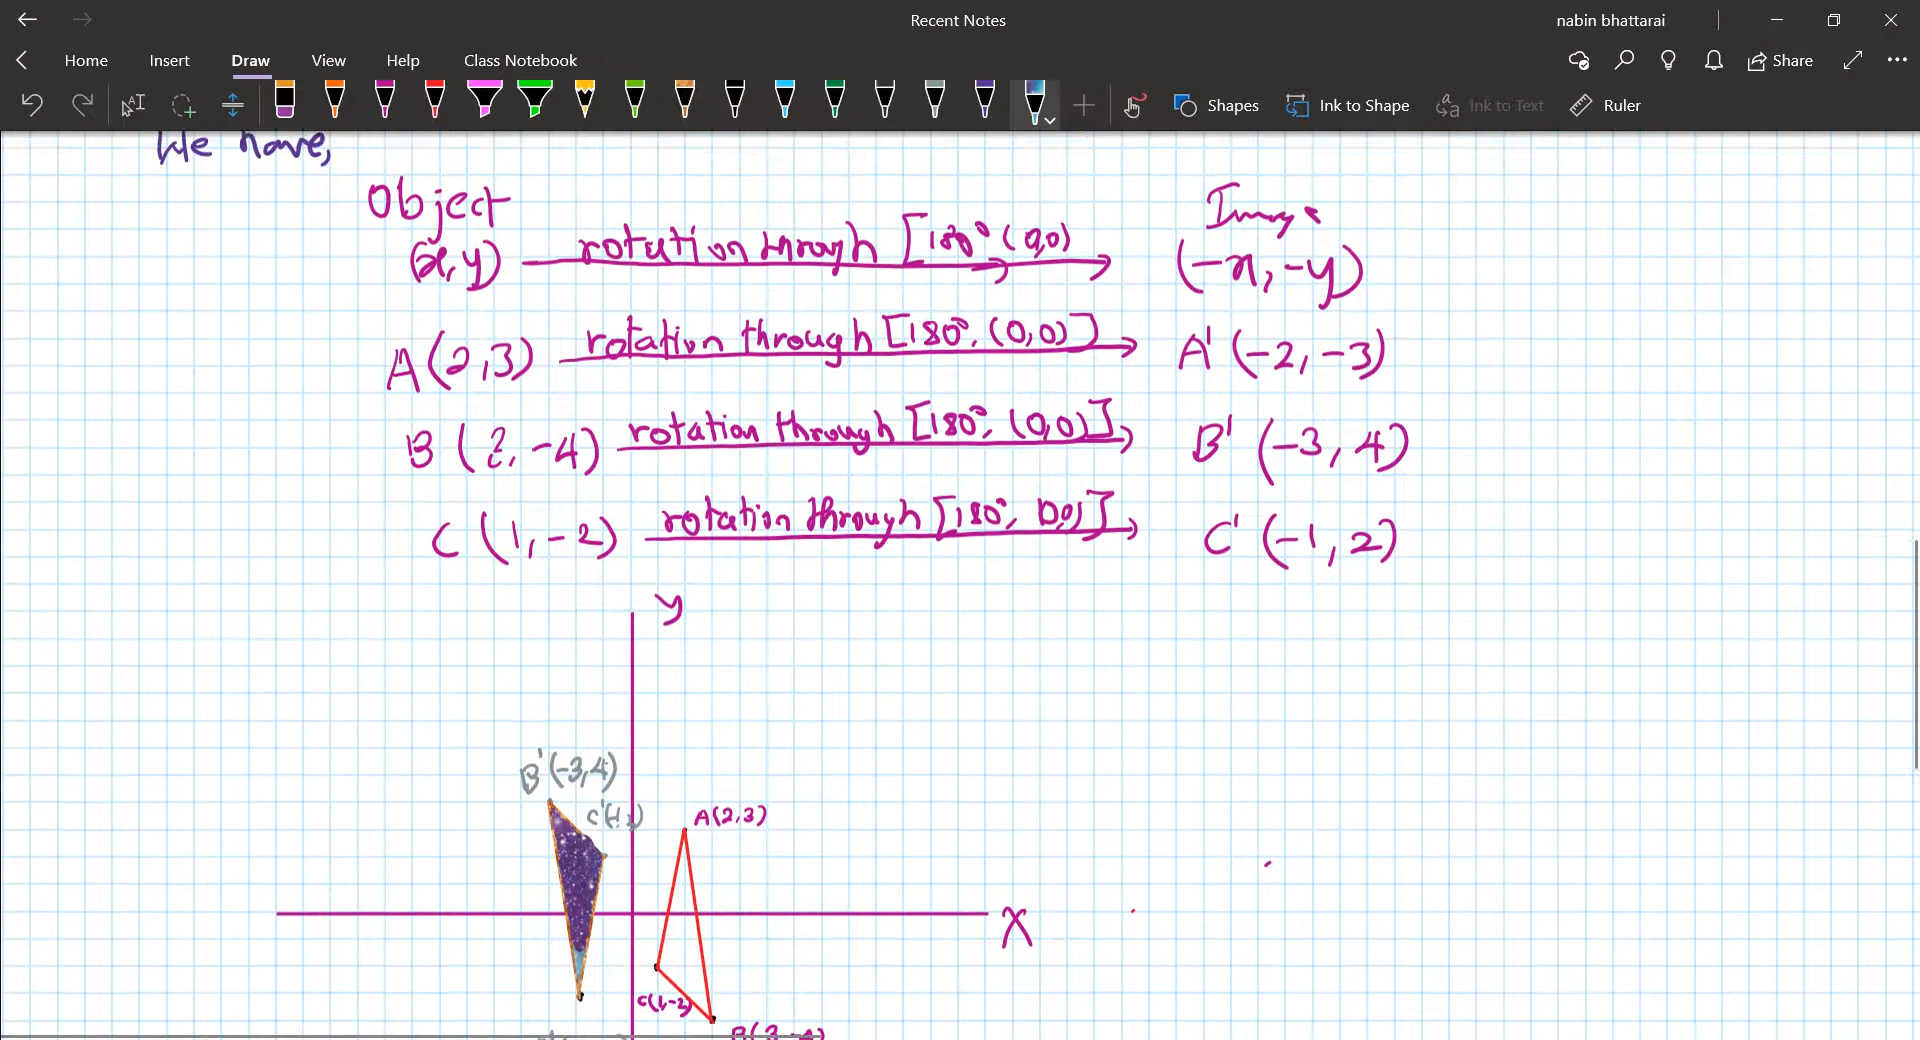 Recent Notes
nabin bhattarai
Home Insert Draw View Help Class Notebook
Share
Shapes Ink to Shape Ink to Text Ruler
We have,
Object Image
(x,y) rotation through [180° (0,0) (-x,-y)
A(2,3) rotation through [180°, (0,0)] A'(-2,-3)
B (3,-4) rotation through [180°, (0,0)] B' (-3,4)
C (1,-2) rotation through [180°, 0,0)] C' (-1,2)
y
B'(-3,4)
A(2,3)
X
C(1,-2)